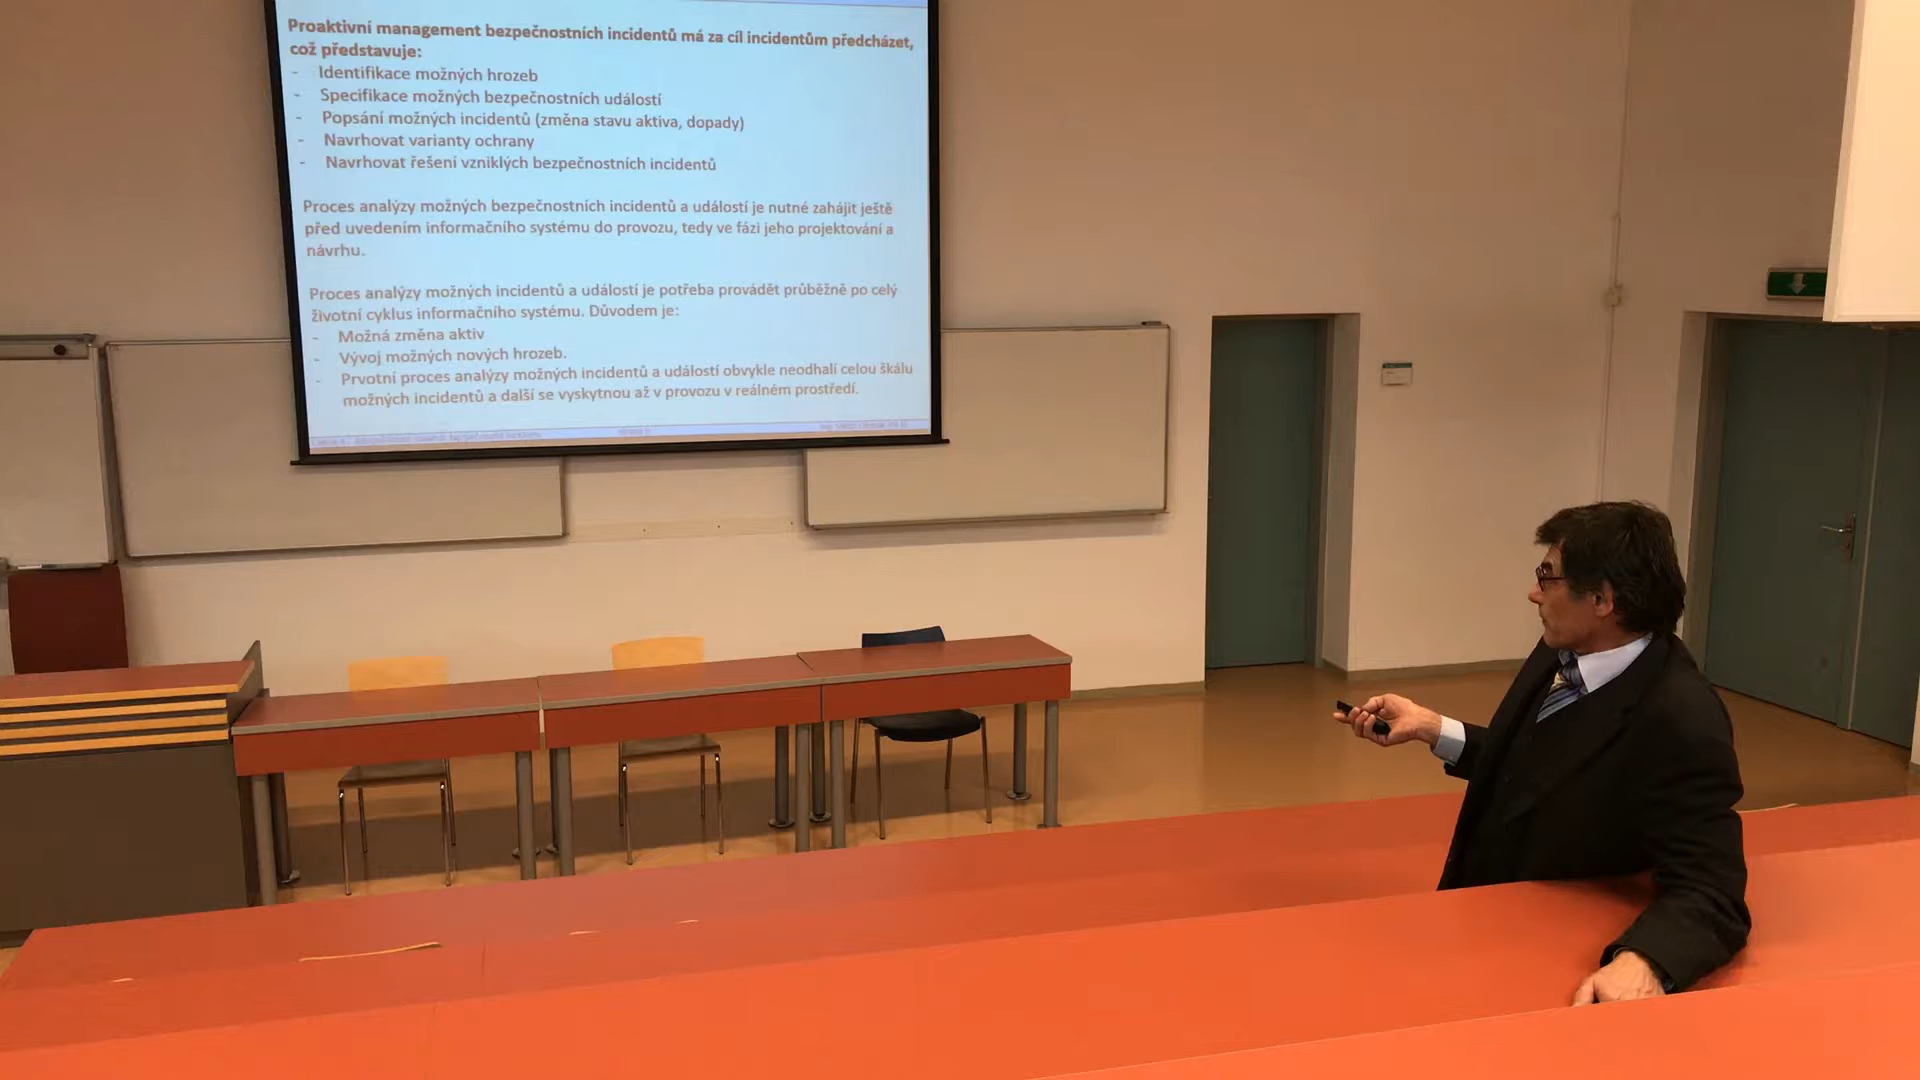 Proaktivní management bezpečnostních incidentů má za cíl incidentům předcházet,
což představuje:
- Identifikace možných hrozeb
- Specifikace možných bezpečnostních událostí
- Popsání možných incidentů (změna stavu aktiva, dopady)
- Navrhovat varianty ochrany
- Navrhovat řešení vzniklých bezpečnostních incidentů
Proces analýzy možných bezpečnostních incidentů a událostí je nutné zahájit ještě
před uvedením informačního systému do provozu, tedy ve fázi jeho projektování a
návrhu.
Proces analýzy možných incidentů a událostí je potřeba provádět průběžně po celý
životní cyklus informačního systému. Důvodem je:
- Možná změna aktiv
- Vývoj možných nových hrozeb.
- Prvotní proces analýzy možných incidentů a událostí obvykle neodhalí celou škálu
možných incidentů a další se vyskytnou až v provozu v reálném prostředí.